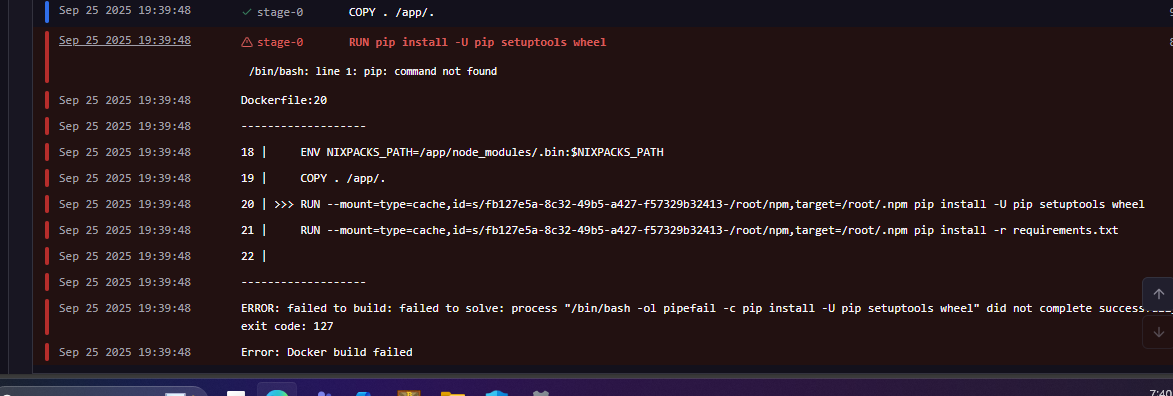 Sep 25 2025 19:39:48 stage-0 COPY . /app/.
Sep 25 2025 19:39:48 stage-0 RUN pip install -U pip setuptools wheel
/bin/bash: line 1: pip: command not found
Sep 25 2025 19:39:48 Dockerfile:20
Sep 25 2025 19:39:48 -------------------
Sep 25 2025 19:39:48 18 | ENV NIXPACKS_PATH=/app/node_modules/.bin:$NIXPACKS_PATH
Sep 25 2025 19:39:48 19 | COPY . /app/.
Sep 25 2025 19:39:48 20 | >>> RUN --mount=type=cache,id=s/fb127e5a-8c32-49b5-a427-f57329b32413-/root/npm,target=/root/.npm pip install -U pip setuptools wheel
Sep 25 2025 19:39:48 21 | RUN --mount=type=cache,id=s/fb127e5a-8c32-49b5-a427-f57329b32413-/root/npm,target=/root/.npm pip install -r requirements.txt
Sep 25 2025 19:39:48 22 |
Sep 25 2025 19:39:48 -------------------
Sep 25 2025 19:39:48 ERROR: failed to build: failed to solve: process "/bin/bash -ol pipefail -c pip install -U pip setuptools wheel" did not complete
exit code: 127
Sep 25 2025 19:39:48 Error: Docker build failed